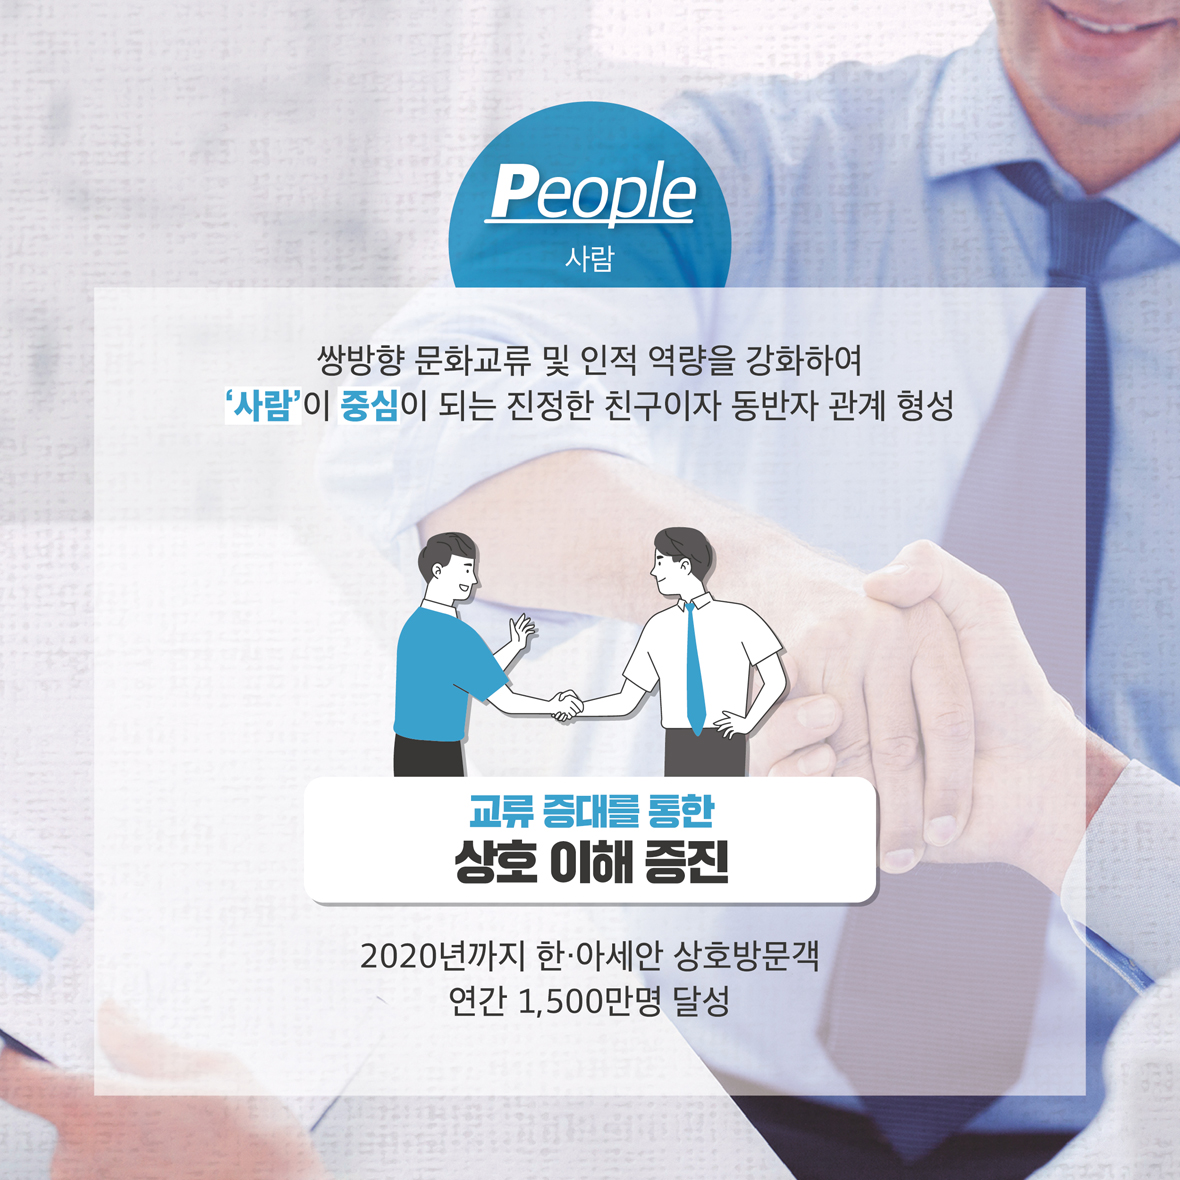 People
사람
쌍방향 문화교류 및 인적 역량을 강화하여
‘사람’이 중심이 되는 진정한 친구이자 동반자 관계 형성
교류 증대를 통한
상호 이해 증진
2020년까지 한·아세안 상호방문객
연간 1,500만명 달성